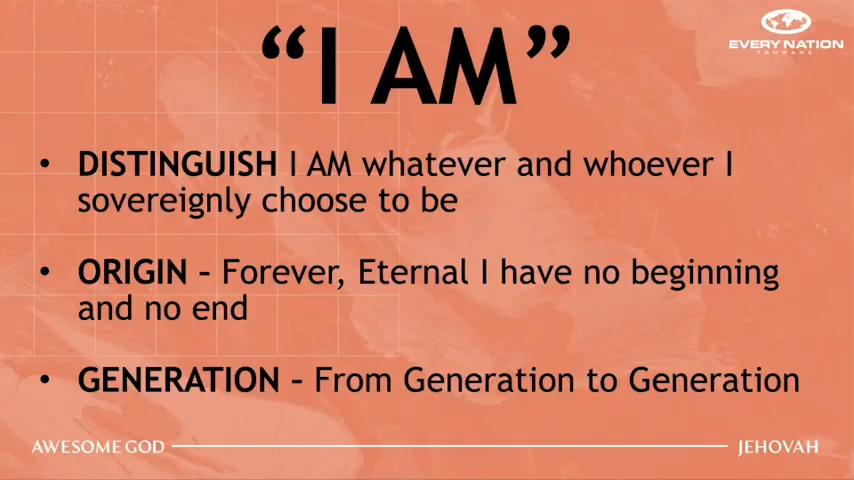 “I AM”
EVERY NATION
TSHWANE
• DISTINGUISH I AM whatever and whoever I
sovereignly choose to be
• ORIGIN – Forever, Eternal I have no beginning
and no end
• GENERATION – From Generation to Generation
AWESOME GOD
JEHOVAH